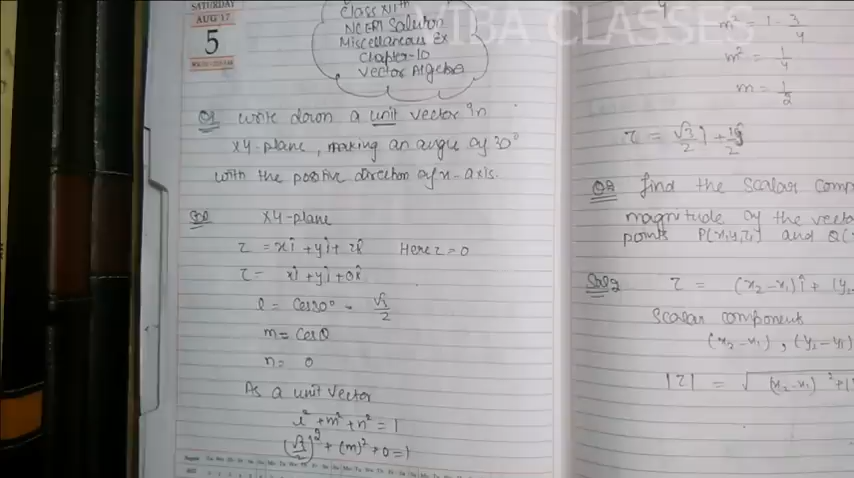 SATURDAY
AUG'17
5
Class XIIth
NCERT Solution
Miscellaneous Ex
Chapter-10
Vector Algebra
VIBA CLASSES
Q1 Write down a unit vector in
XY-plane, making an angle of 30°
with the positive direction of x-axis.
Sol XY-plane
r = xî + yĵ + zk̂ Here z = 0
r = xî + yĵ + 0k̂
l = Cos30° = √3/2
m = Cosθ
n = 0
As a unit vector
l² + m² + n² = 1
(√3/2)² + (m)² + 0 = 1
m² = 1 - 3/4
m² = 1/4
m = 1/2
r = √3/2 î + 1/2 ĵ
Q2 find the scalar comp
magnitude of the vecto
points P(x,y,z,) and Q(
Sol2 r = (x₂-x₁)î + (y₂
Scalar components
(x₂-x₁), (y₂-y₁)
|r| = √(x₂-x₁)² + (